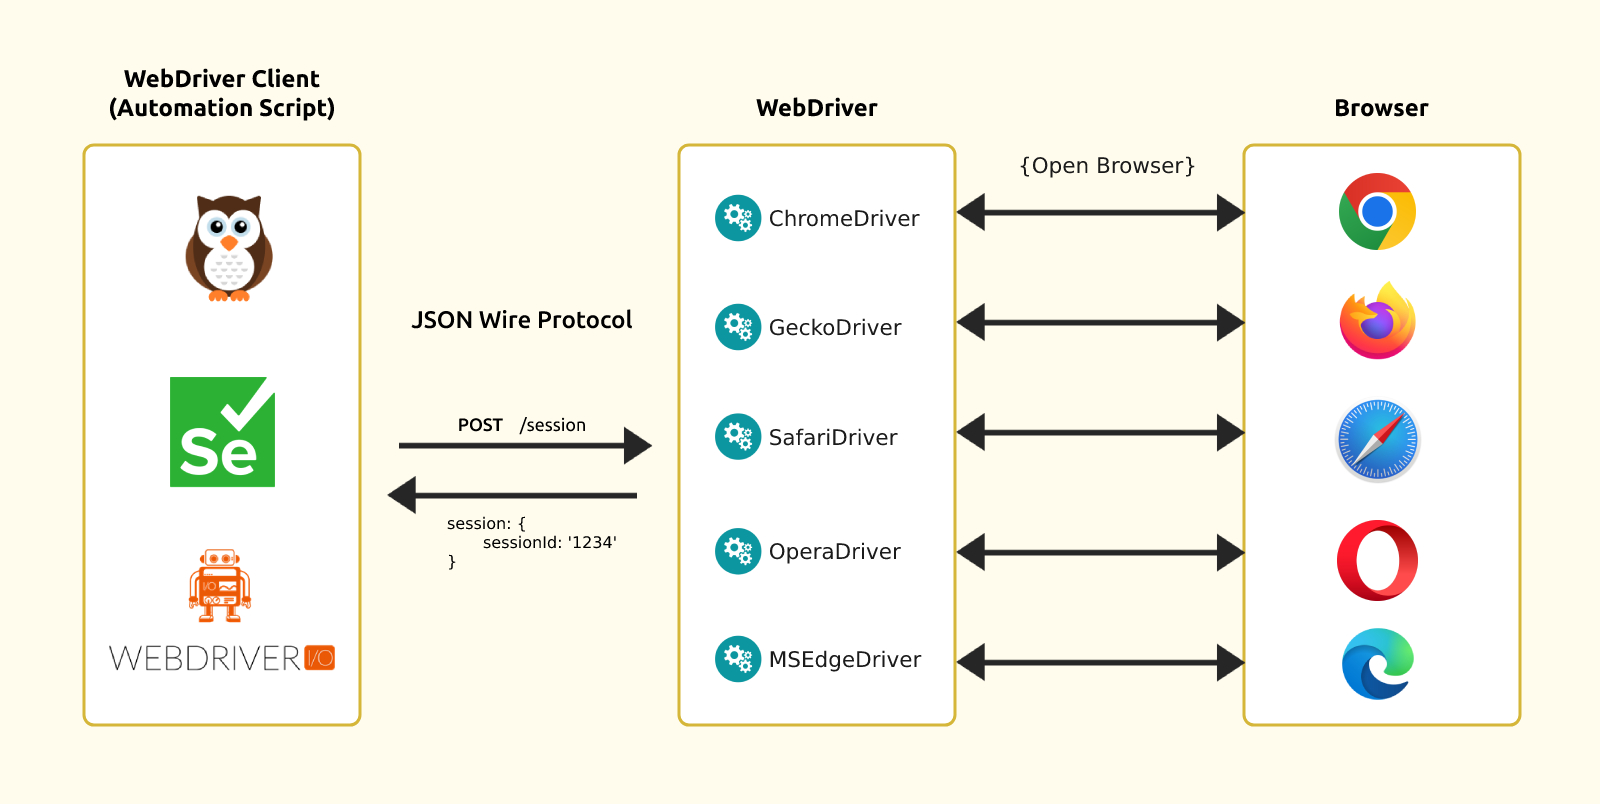 WebDriver Client
(Automation Script)
WebDriver
Browser
{Open Browser}
ChromeDriver
GeckoDriver
JSON Wire Protocol
Se
POST /session
SafariDriver
session: {
sessionId: '1234'
}
OperaDriver
I/O
WEBDRIVER I/O
MSEdgeDriver